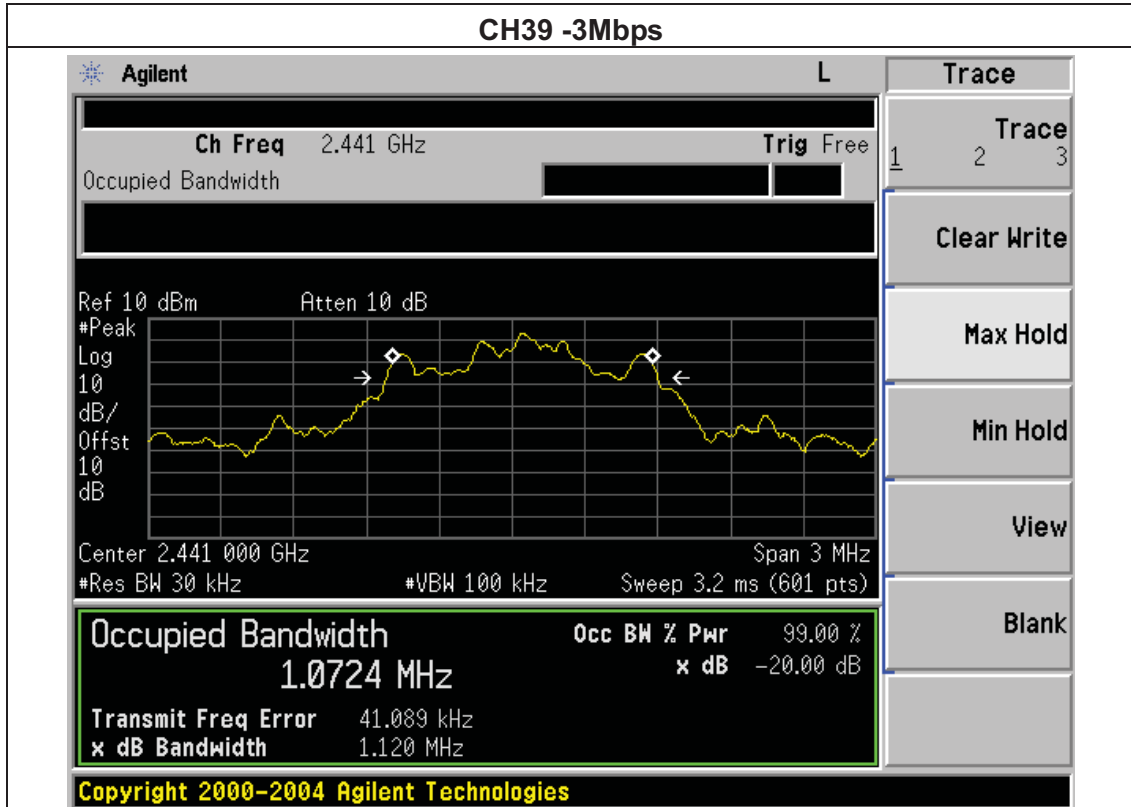 CH39 -3Mbps
Agilent L Trace
Ch Freq 2.441 GHz Trig Free
Occupied Bandwidth
Trace
1 2 3
Clear Write
Max Hold
Min Hold
View
Blank
Ref 10 dBm Atten 10 dB
#Peak
Log
10
dB/
Offst
10
dB
Center 2.441 000 GHz Span 3 MHz
#Res BW 30 kHz #VBW 100 kHz Sweep 3.2 ms (601 pts)
Occupied Bandwidth Occ BW % Pwr 99.00 %
1.0724 MHz x dB -20.00 dB
Transmit Freq Error 41.089 kHz
x dB Bandwidth 1.120 MHz
Copyright 2000-2004 Agilent Technologies